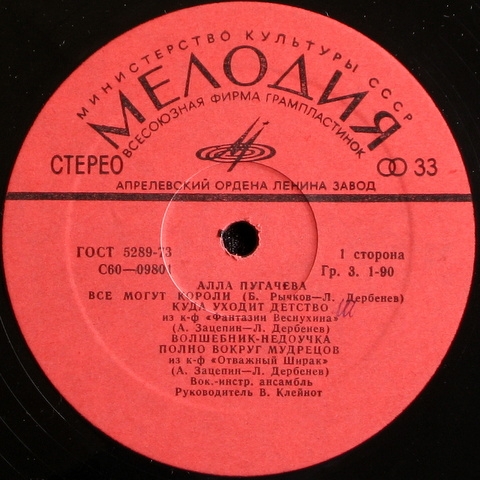 МИНИСТЕРСТВО КУЛЬТУРЫ СССР
МЕЛОДИЯ
ВСЕСОЮЗНАЯ ФИРМА ГРАМПЛАСТИНОК
СТЕРЕО
33
АПРЕЛЕВСКИЙ ОРДЕНА ЛЕНИНА ЗАВОД
ГОСТ 5289-73
1 сторона
С60—09801
Гр. 3. 1-90
АЛЛА ПУГАЧЕВА
ВСЕ МОГУТ КОРОЛИ (Б. Рычков—Л. Дербенев)
КУДА УХОДИТ ДЕТСТВО
из к-ф «Фантазии Веснухина»
(А. Зацепин—Л. Дербенев)
ВОЛШЕБНИК-НЕДОУЧКА
ПОЛНО ВОКРУГ МУДРЕЦОВ
из к-ф «Отважный Ширак»
(А. Зацепин—Л. Дербенев)
Вок.-инстр. ансамбль
Руководитель В. Клейнот